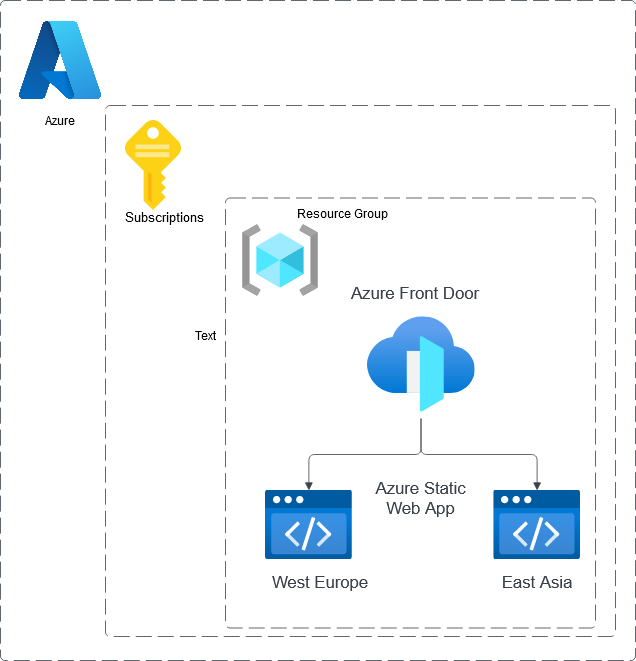 Azure
Subscriptions
Resource Group
Azure Front Door
Text
Azure Static
Web App
West Europe
East Asia